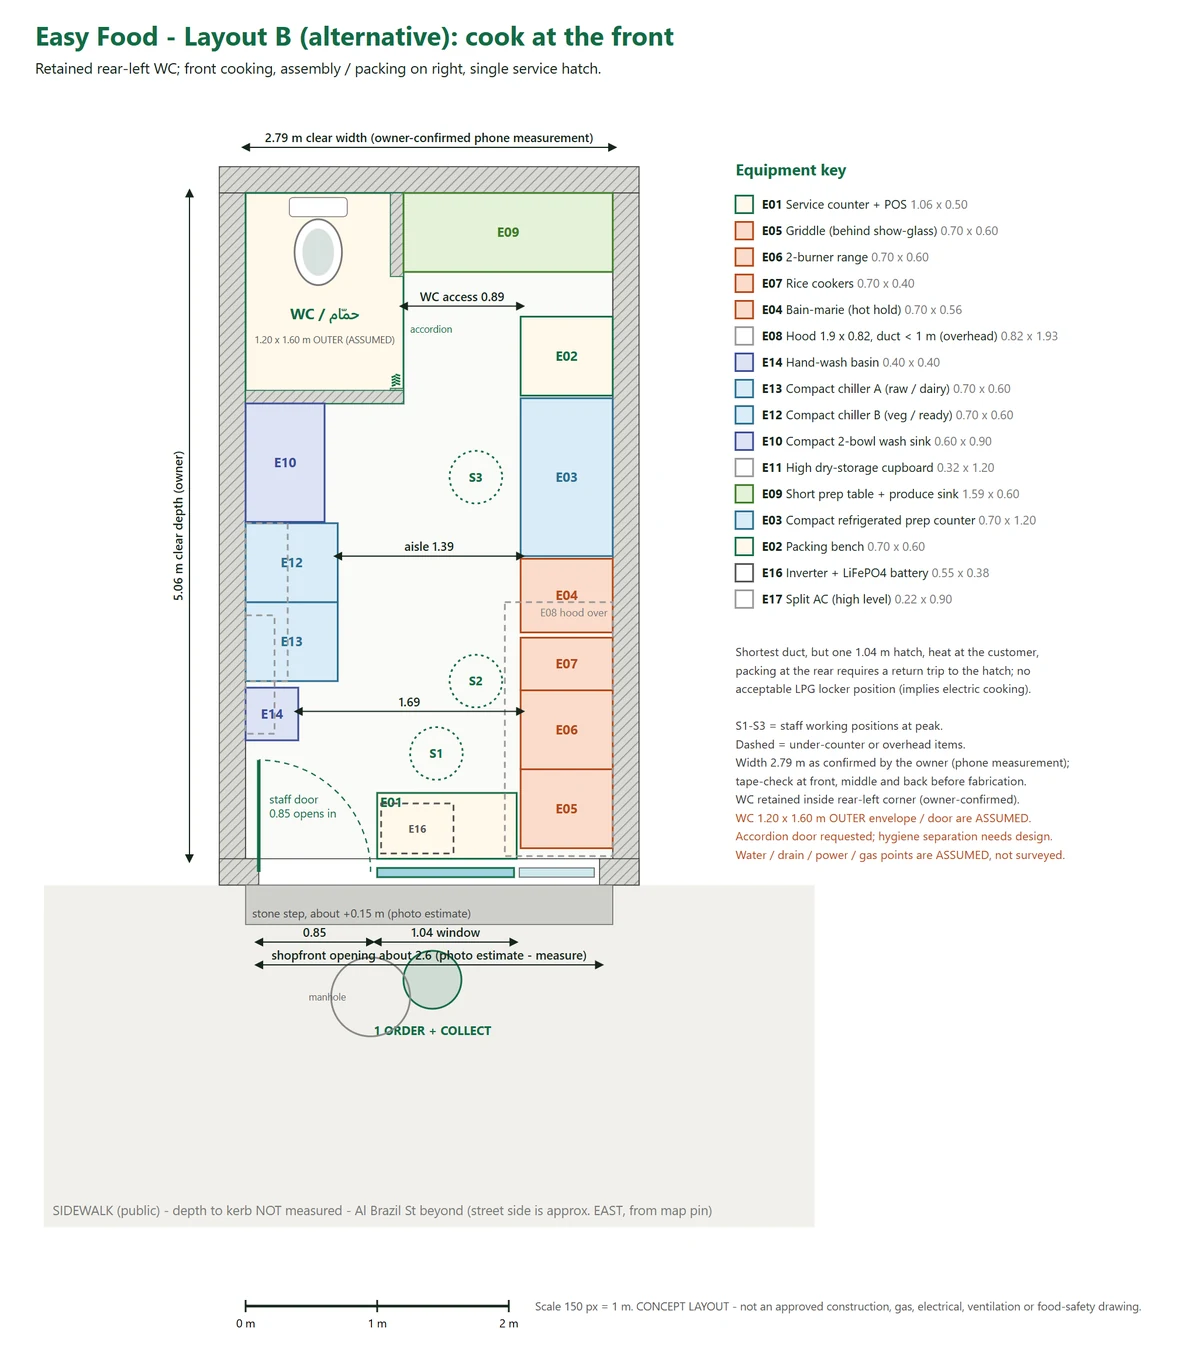 Easy Food - Layout B (alternative): cook at the front
Retained rear-left WC; front cooking, assembly / packing on right, single service hatch.
2.79 m clear width (owner-confirmed phone measurement)
5.06 m clear depth (owner)
E09
WC access 0.89
accordion
WC / حمّام
1.20 x 1.60 m OUTER (ASSUMED)
E02
E10
S3
E03
aisle 1.39
E12
E04
E08 hood over
E13
E07
S2
1.69
E14
E06
S1
staff door
0.85 opens in
E01
E16
E05
stone step, about +0.15 m (photo estimate)
0.85
1.04 window
shopfront opening about 2.6 (photo estimate - measure)
manhole
1 ORDER + COLLECT
SIDEWALK (public) - depth to kerb NOT measured - Al Brazil St beyond (street side is approx. EAST, from map pin)
Equipment key
E01 Service counter + POS 1.06 x 0.50
E05 Griddle (behind show-glass) 0.70 x 0.60
E06 2-burner range 0.70 x 0.60
E07 Rice cookers 0.70 x 0.40
E04 Bain-marie (hot hold) 0.70 x 0.56
E08 Hood 1.9 x 0.82, duct < 1 m (overhead) 0.82 x 1.93
E14 Hand-wash basin 0.40 x 0.40
E13 Compact chiller A (raw / dairy) 0.70 x 0.60
E12 Compact chiller B (veg / ready) 0.70 x 0.60
E10 Compact 2-bowl wash sink 0.60 x 0.90
E11 High dry-storage cupboard 0.32 x 1.20
E09 Short prep table + produce sink 1.59 x 0.60
E03 Compact refrigerated prep counter 0.70 x 1.20
E02 Packing bench 0.70 x 0.60
E16 Inverter + LiFePO4 battery 0.55 x 0.38
E17 Split AC (high level) 0.22 x 0.90
Shortest duct, but one 1.04 m hatch, heat at the customer,
packing at the rear requires a return trip to the hatch; no
acceptable LPG locker position (implies electric cooking).
S1-S3 = staff working positions at peak.
Dashed = under-counter or overhead items.
Width 2.79 m as confirmed by the owner (phone measurement);
tape-check at front, middle and back before fabrication.
WC retained inside rear-left corner (owner-confirmed).
WC 1.20 x 1.60 m OUTER envelope / door are ASSUMED.
Accordion door requested; hygiene separation needs design.
Water / drain / power / gas points are ASSUMED, not surveyed.
0 m
1 m
2 m
Scale 150 px = 1 m. CONCEPT LAYOUT - not an approved construction, gas, electrical, ventilation or food-safety drawing.